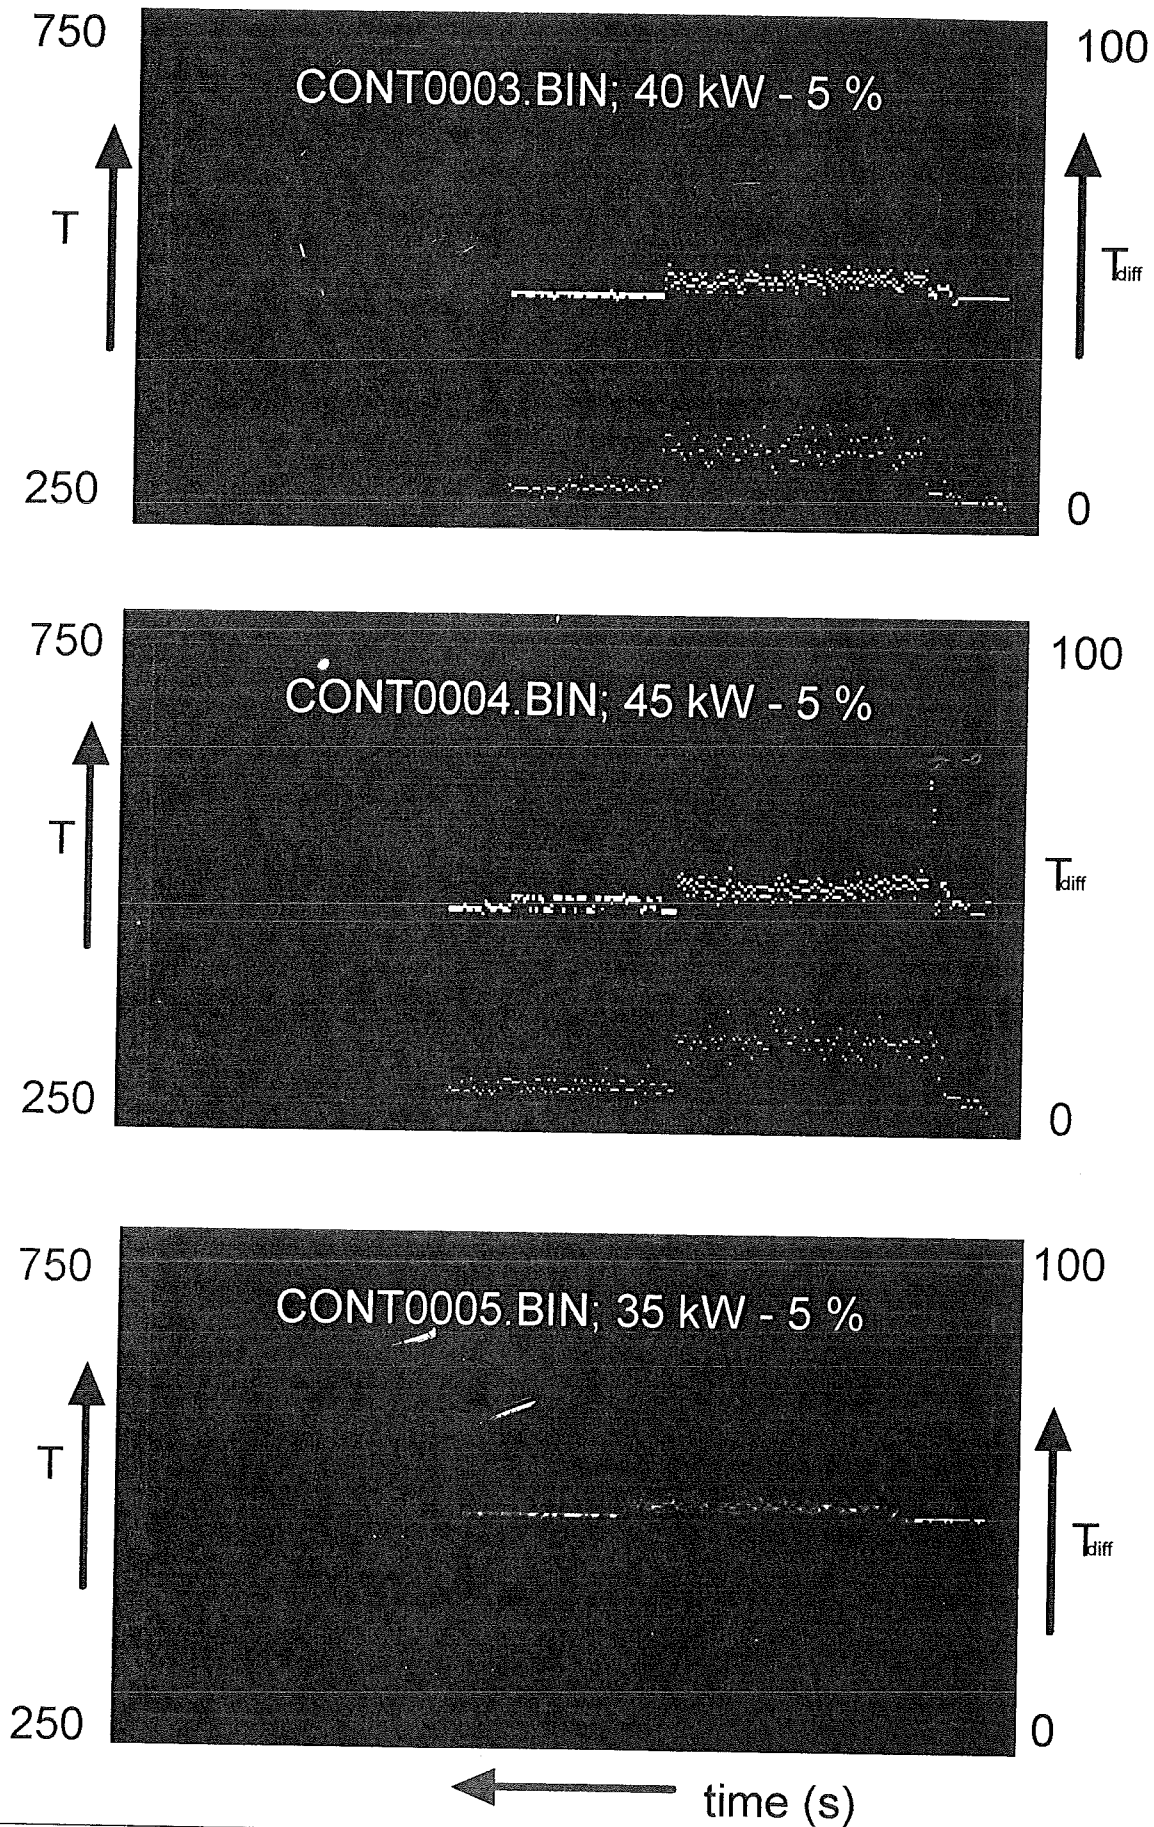 750
100
CONT0003.BIN; 40 kW - 5 %
T
Tdiff
250
0
750
100
CONT0004.BIN; 45 kW - 5 %
T
Tdiff
250
0
750
100
CONT0005.BIN; 35 kW - 5 %
T
Tdiff
250
0
time (s)